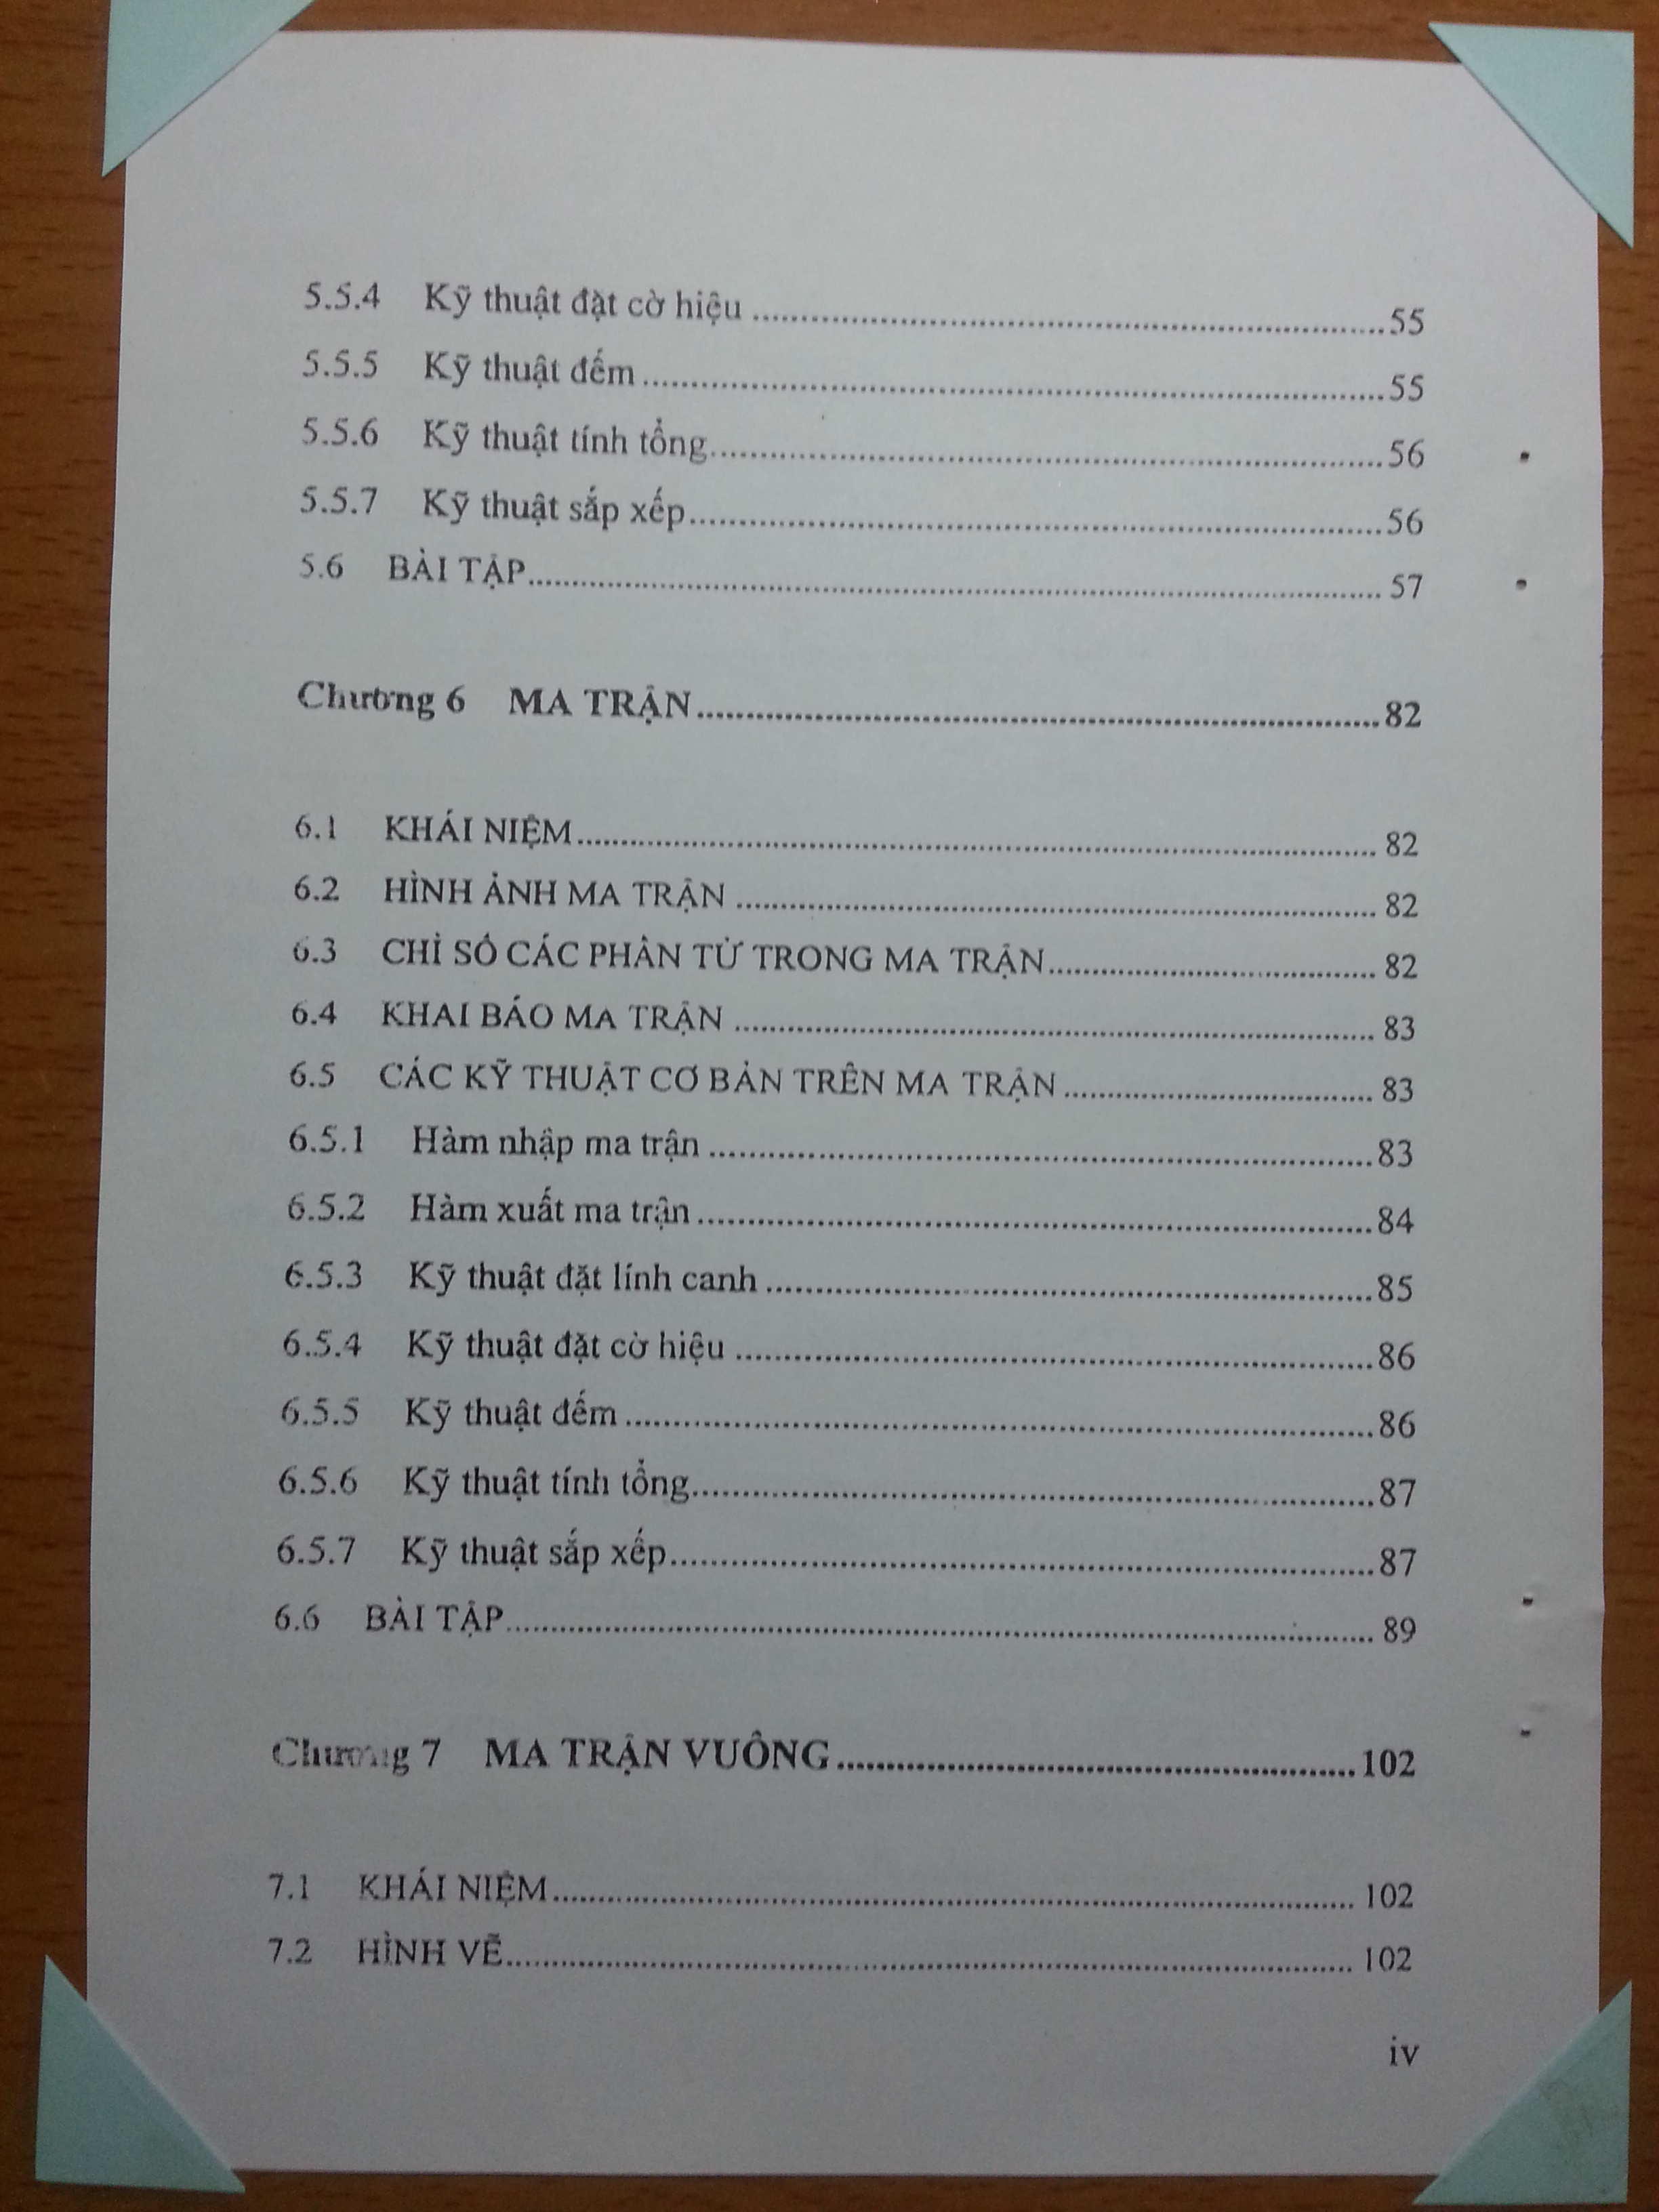 5.5.4 Kỹ thuật đặt cờ hiệu ........ 55
5.5.5 Kỹ thuật đếm ........ 55
5.5.6 Kỹ thuật tính tổng ........ 56
5.5.7 Kỹ thuật sắp xếp ........ 56
5.6 BÀI TẬP ........ 57
Chương 6 MA TRẬN ........ 82
6.1 KHÁI NIỆM ........ 82
6.2 HÌNH ẢNH MA TRẬN ........ 82
6.3 CHỈ SỐ CÁC PHẦN TỬ TRONG MA TRẬN ........ 82
6.4 KHAI BÁO MA TRẬN ........ 83
6.5 CÁC KỸ THUẬT CƠ BẢN TRÊN MA TRẬN ........ 83
6.5.1 Hàm nhập ma trận ........ 83
6.5.2 Hàm xuất ma trận ........ 84
6.5.3 Kỹ thuật đặt lính canh ........ 85
6.5.4 Kỹ thuật đặt cờ hiệu ........ 86
6.5.5 Kỹ thuật đếm ........ 86
6.5.6 Kỹ thuật tính tổng ........ 87
6.5.7 Kỹ thuật sắp xếp ........ 87
6.6 BÀI TẬP ........ 89
Chương 7 MA TRẬN VUÔNG ........ 102
7.1 KHÁI NIỆM ........ 102
7.2 HÌNH VẼ ........ 102
iv